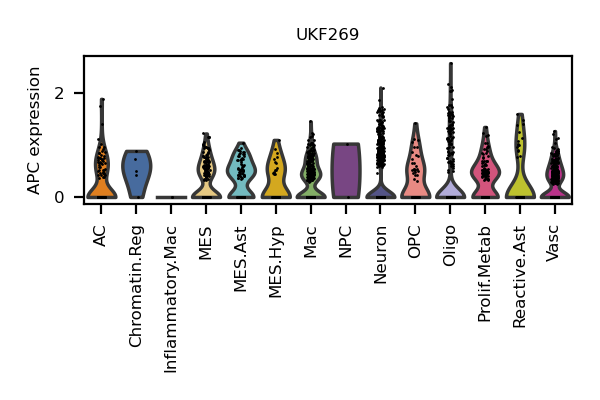 UKF269
APC expression
2
0
AC
Chromatin.Reg
Inflammatory.Mac
MES
MES.Ast
MES.Hyp
Mac
NPC
Neuron
OPC
Oligo
Prolif.Metab
Reactive.Ast
Vasc